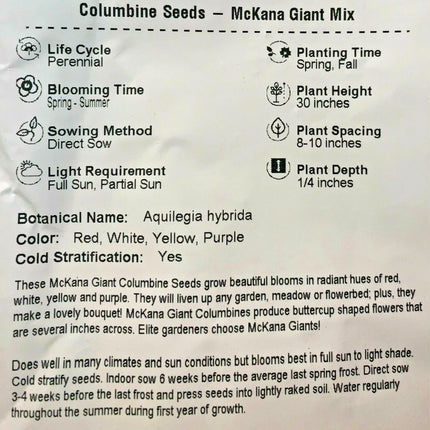 Columbine Seeds – McKana Giant Mix
Life Cycle
Perennial
Planting Time
Spring, Fall
Blooming Time
Spring - Summer
Plant Height
30 inches
Sowing Method
Direct Sow
Plant Spacing
8-10 inches
Light Requirement
Full Sun, Partial Sun
Plant Depth
1/4 inches
Botanical Name: Aquilegia hybrida
Color: Red, White, Yellow, Purple
Cold Stratification: Yes
These McKana Giant Columbine Seeds grow beautiful blooms in radiant hues of red,
white, yellow and purple. They will liven up any garden, meadow or flowerbed; plus, they
make a lovely bouquet! McKana Giant Columbines produce buttercup shaped flowers that
are several inches across. Elite gardeners choose McKana Giants!
Does well in many climates and sun conditions but blooms best in full sun to light shade.
Cold stratify seeds. Indoor sow 6 weeks before the average last spring frost. Direct sow
3-4 weeks before the last frost and press seeds into lightly raked soil. Water regularly
throughout the summer during first year of growth.